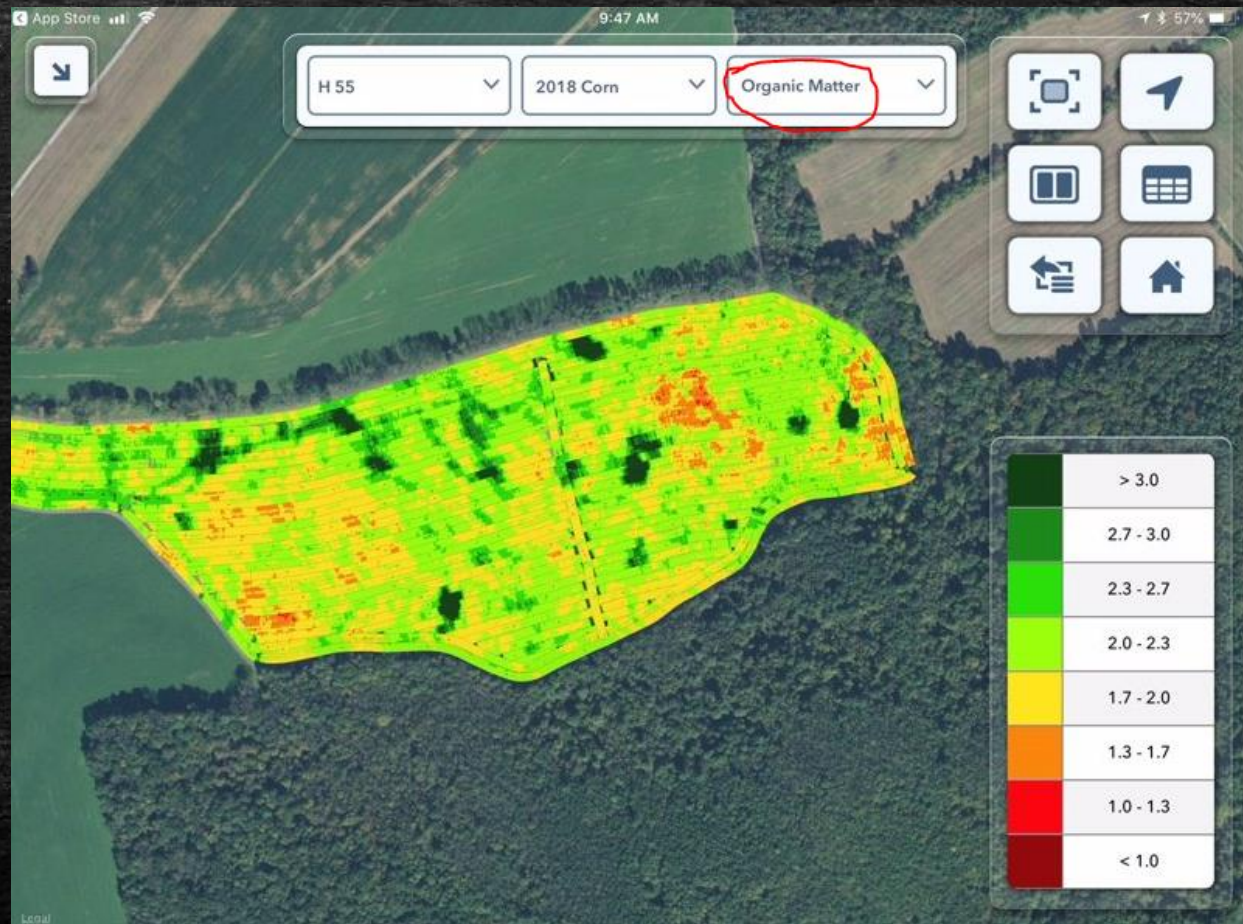 App Store
9:47 AM
57%
H 55
2018 Corn
Organic Matter
> 3.0
2.7 - 3.0
2.3 - 2.7
2.0 - 2.3
1.7 - 2.0
1.3 - 1.7
1.0 - 1.3
< 1.0
Legal